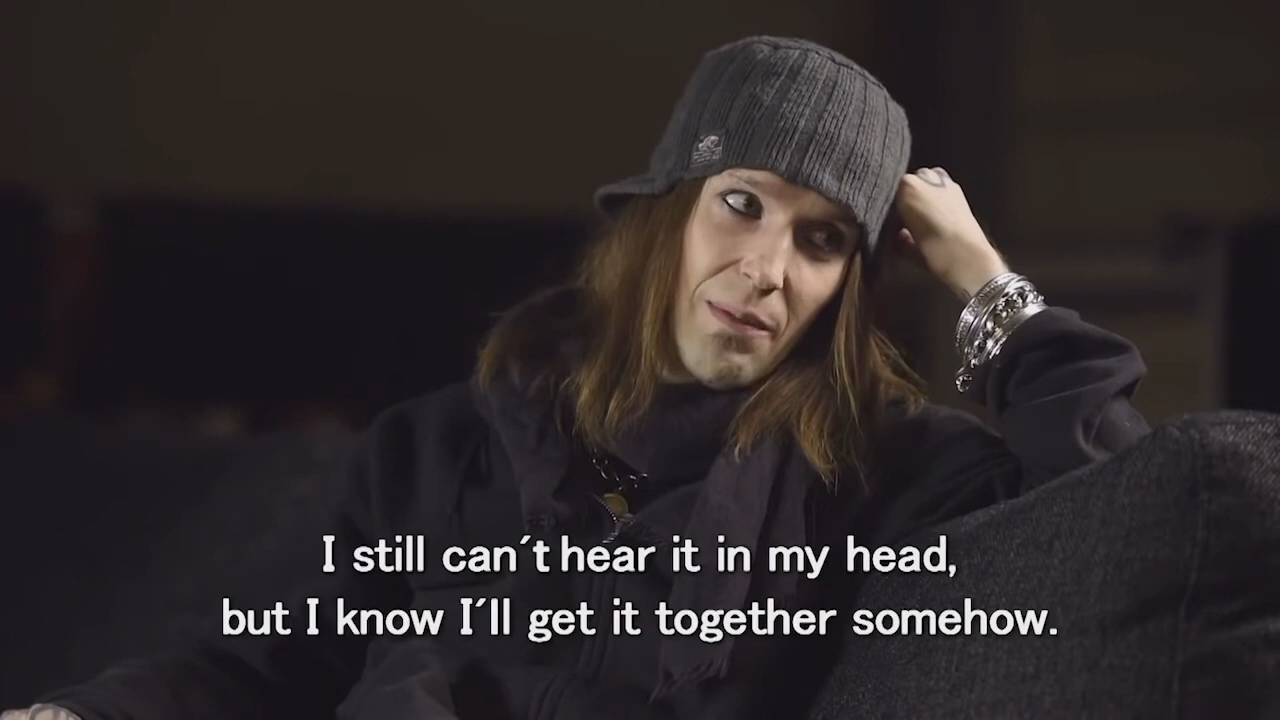 I still can´t hear it in my head,
but I know I´ll get it together somehow.